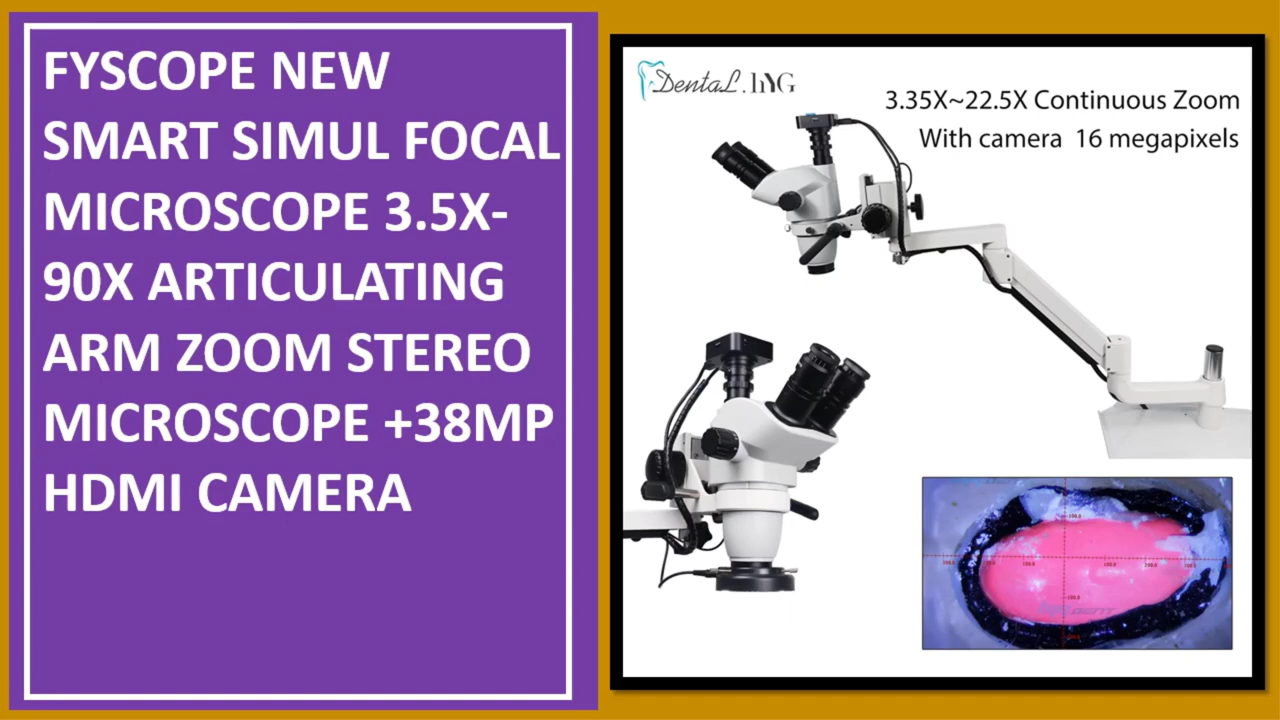 FYSCOPE NEW
SMART SIMUL FOCAL
MICROSCOPE 3.5X-
90X ARTICULATING
ARM ZOOM STEREO
MICROSCOPE +38MP
HDMI CAMERA
Dental.hYG
3.35X~22.5X Continuous Zoom
With camera 16 megapixels